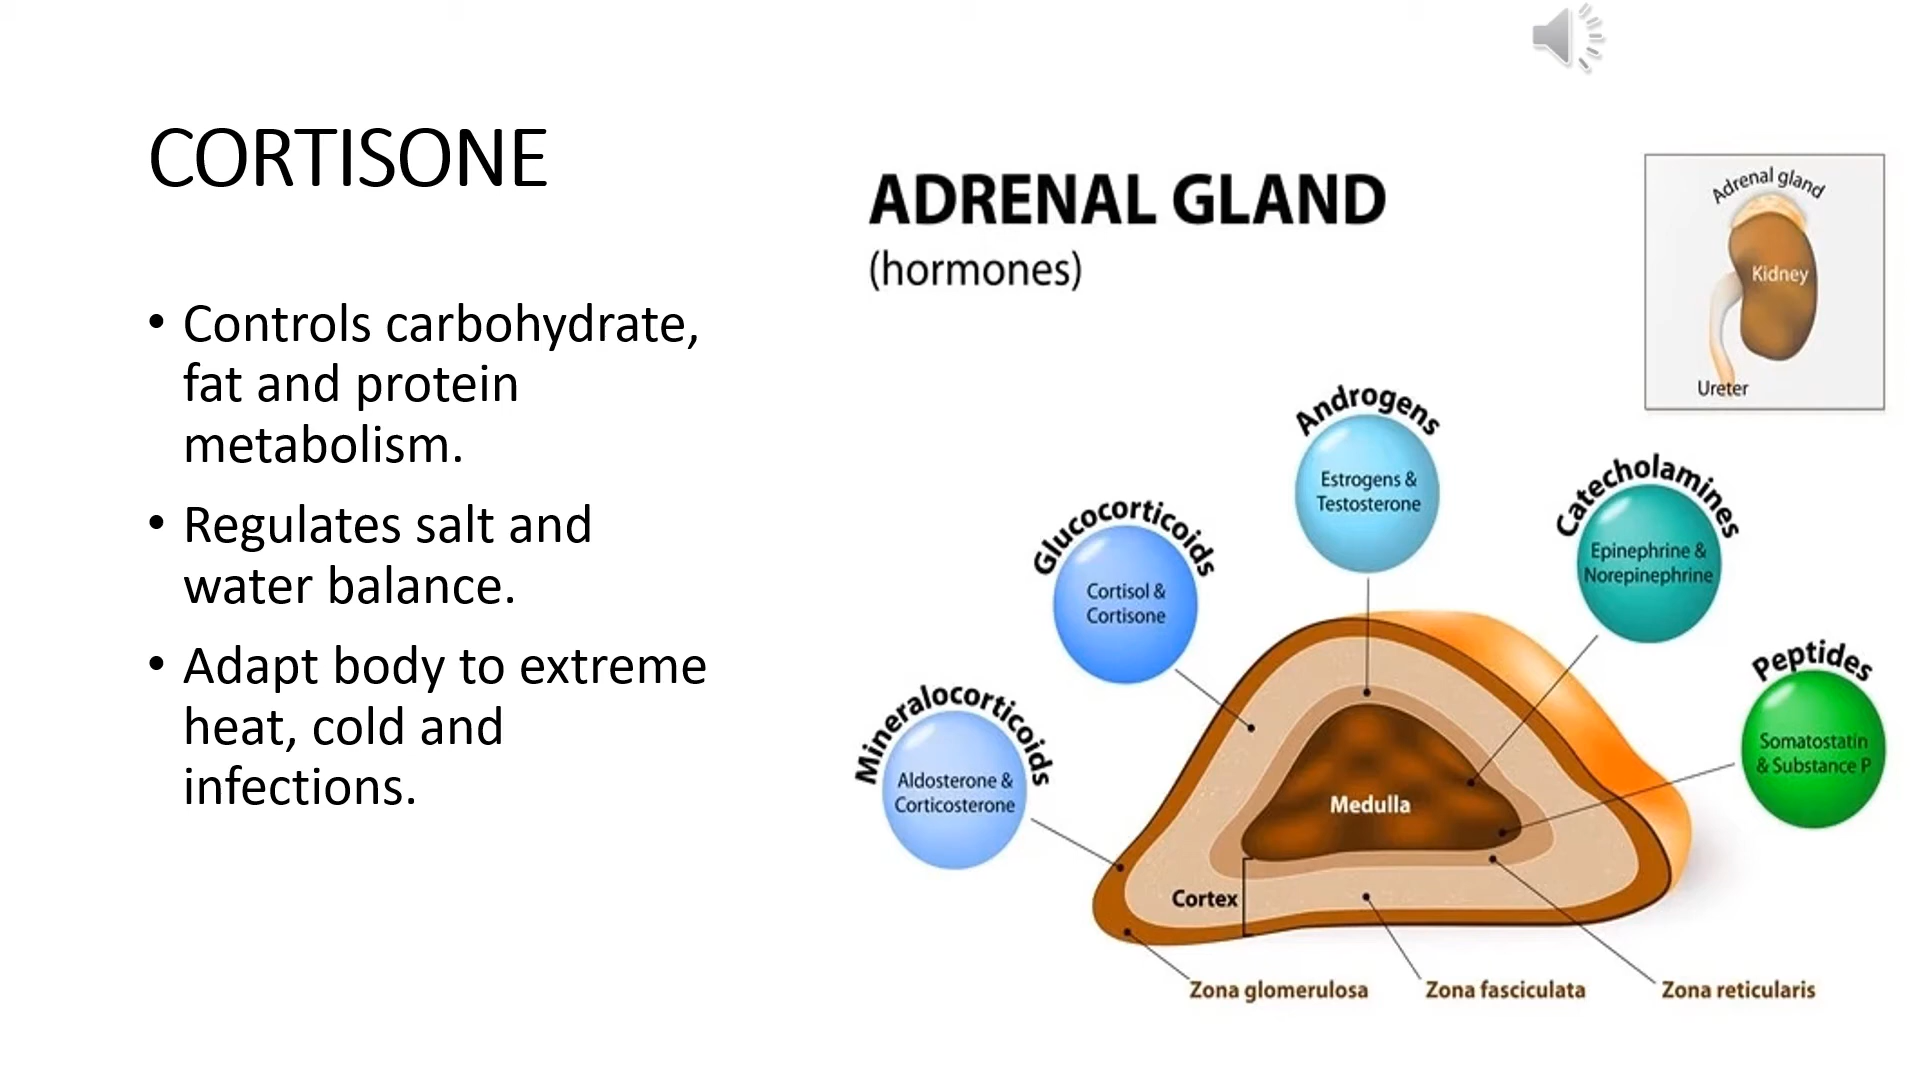 CORTISONE
• Controls carbohydrate,
fat and protein
metabolism.
• Regulates salt and
water balance.
• Adapt body to extreme
heat, cold and
infections.
ADRENAL GLAND
(hormones)
Adrenal gland
Kidney
Ureter
Androgens
Estrogens &
Testosterone
Catecholamines
Epinephrine &
Norepinephrine
Glucocorticoids
Cortisol &
Cortisone
Peptides
Somatostatin
& Substance P
Mineralocorticoids
Aldosterone &
Corticosterone
Medulla
Cortex
Zona glomerulosa
Zona fasciculata
Zona reticularis